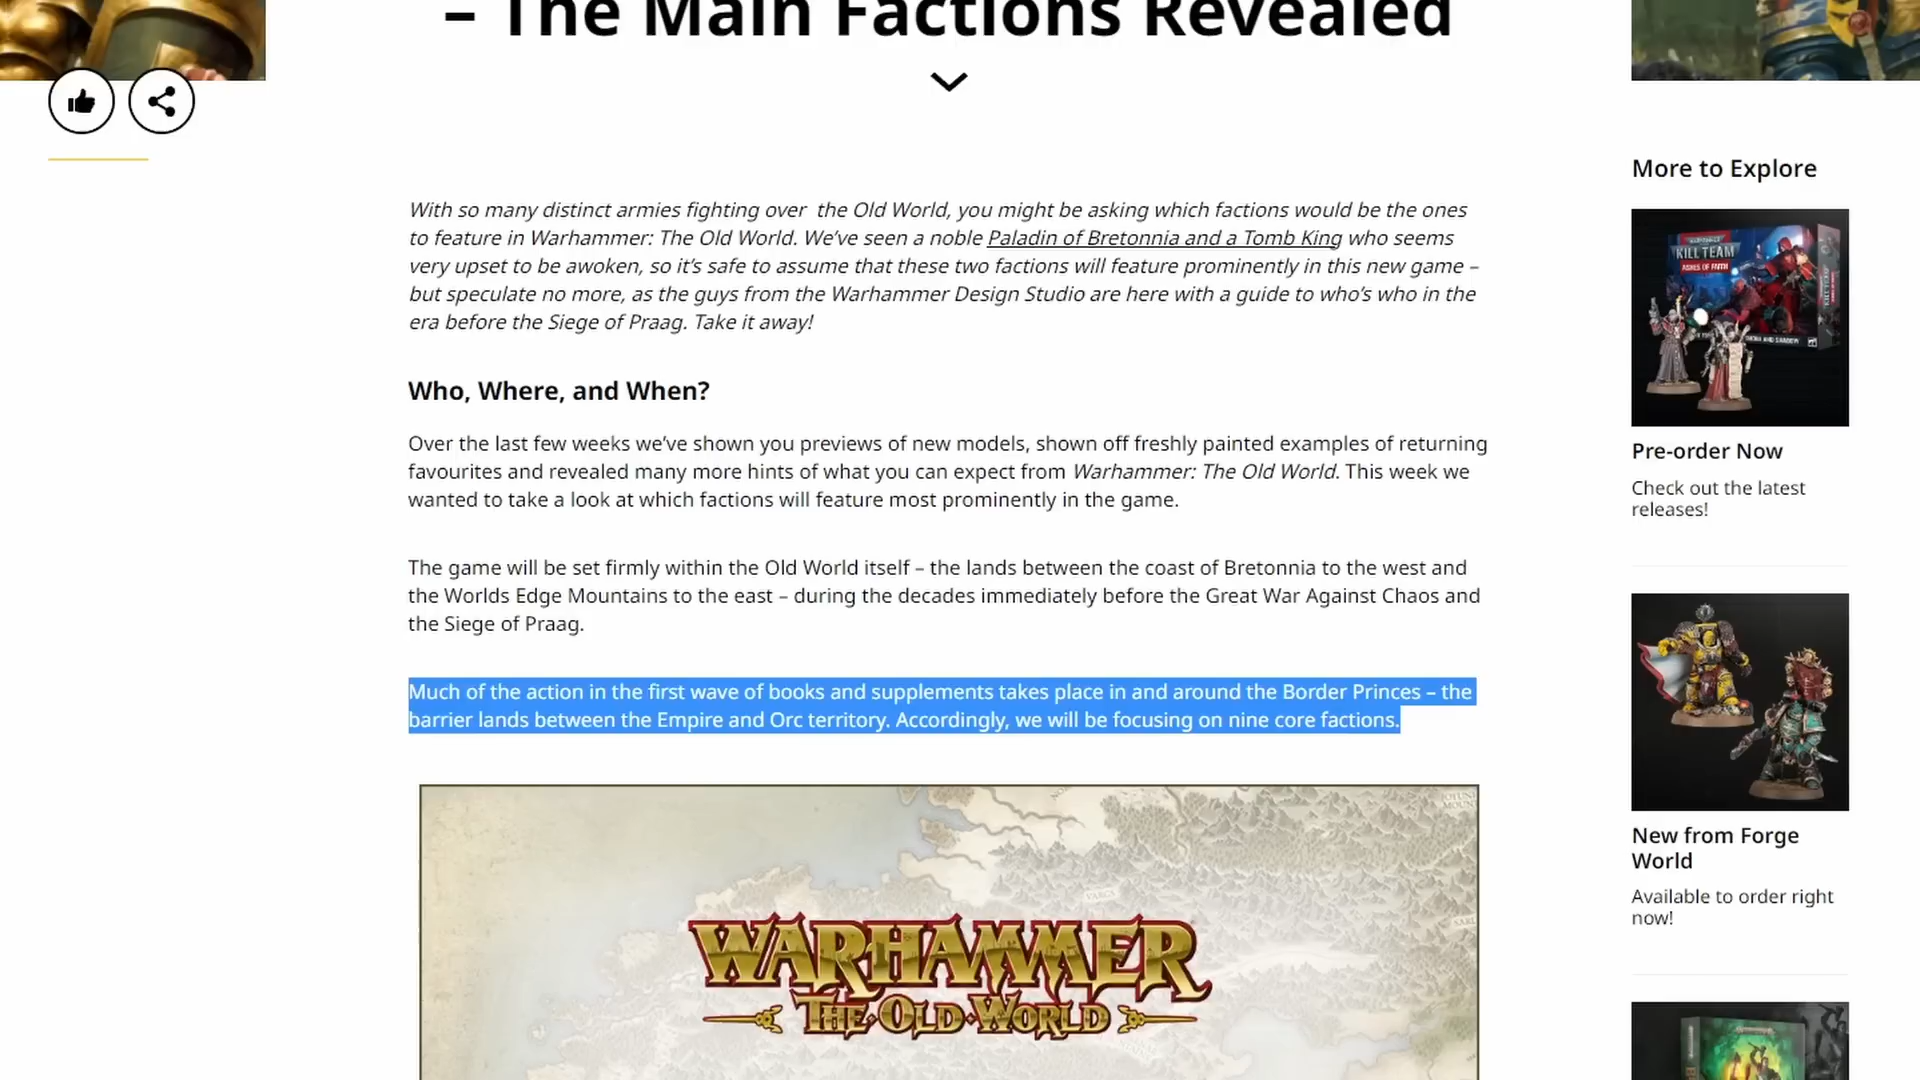 – The Main Factions Revealed
With so many distinct armies fighting over the Old World, you might be asking which factions would be the ones
to feature in Warhammer: The Old World. We’ve seen a noble Paladin of Bretonnia and a Tomb King who seems
very upset to be awoken, so it’s safe to assume that these two factions will feature prominently in this new game –
but speculate no more, as the guys from the Warhammer Design Studio are here with a guide to who’s who in the
era before the Siege of Praag. Take it away!
Who, Where, and When?
Over the last few weeks we’ve shown you previews of new models, shown off freshly painted examples of returning
favourites and revealed many more hints of what you can expect from Warhammer: The Old World. This week we
wanted to take a look at which factions will feature most prominently in the game.
The game will be set firmly within the Old World itself – the lands between the coast of Bretonnia to the west and
the Worlds Edge Mountains to the east – during the decades immediately before the Great War Against Chaos and
the Siege of Praag.
Much of the action in the first wave of books and supplements takes place in and around the Border Princes – the
barrier lands between the Empire and Orc territory. Accordingly, we will be focusing on nine core factions.
WARHAMMER
THE OLD WORLD
More to Explore
KILL TEAM
ASHES OF FAITH
Pre-order Now
Check out the latest
releases!
New from Forge
World
Available to order right
now!